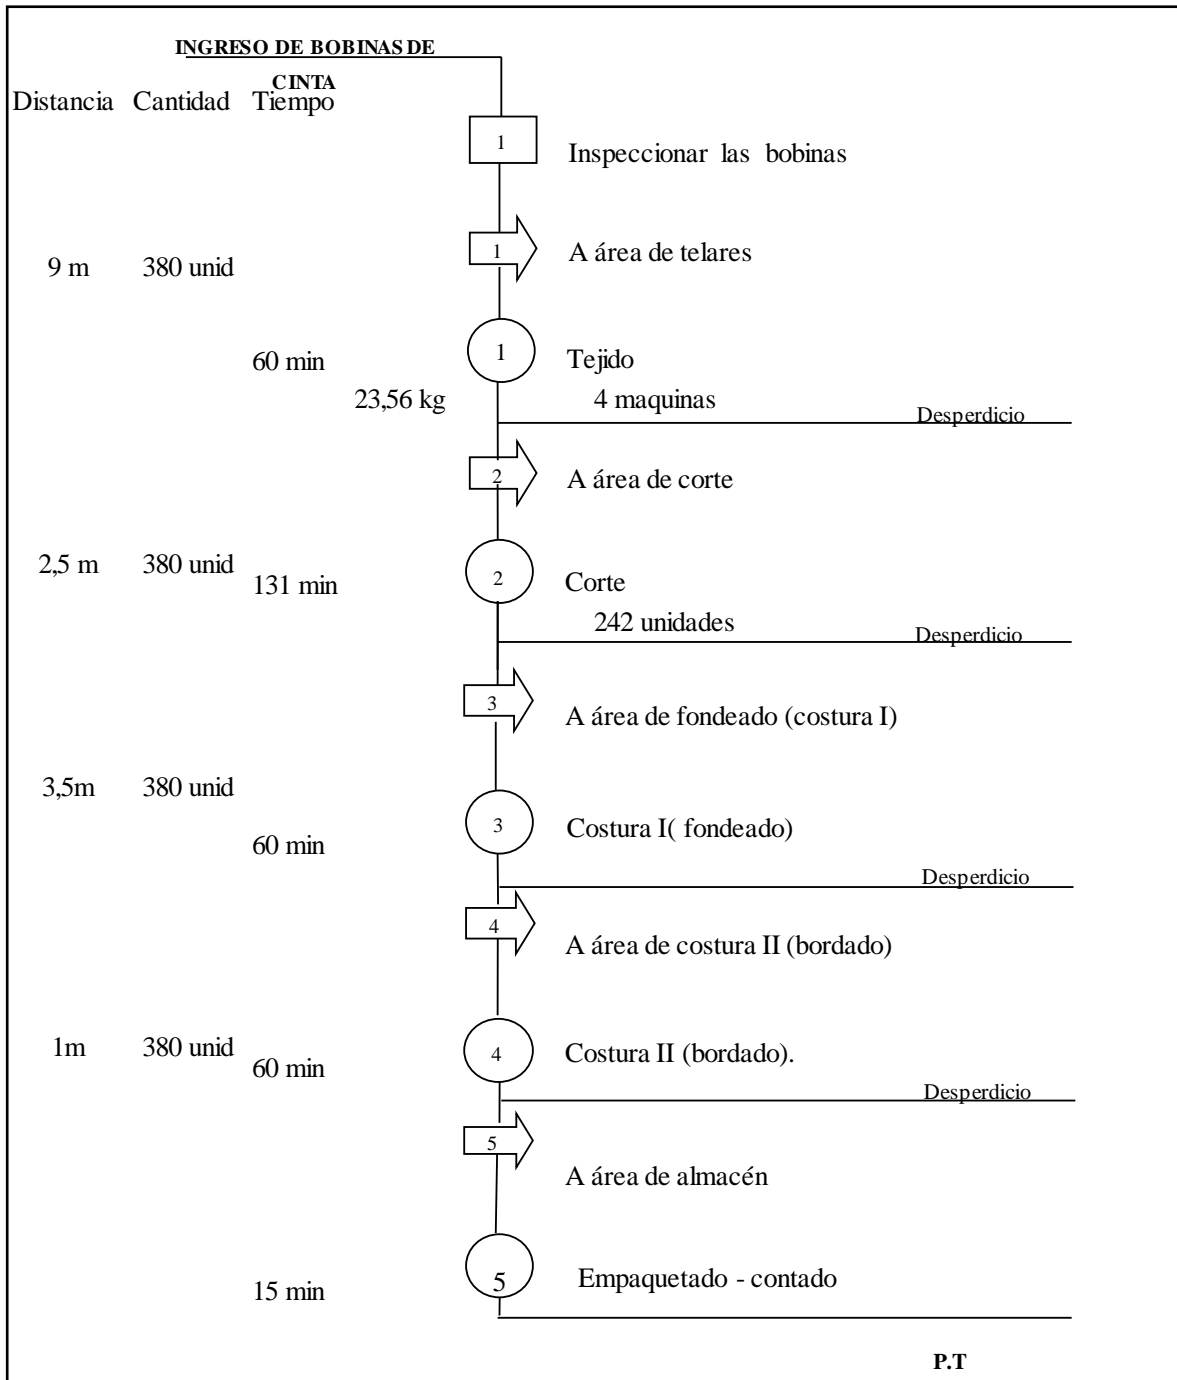 INGRESO DE BOBINAS DE
CINTA
Distancia Cantidad Tiempo
1
Inspeccionar las bobinas
1
A área de telares
9 m 380 unid
1
60 min
Tejido
23,56 kg
4 maquinas
Desperdicio
2
A área de corte
2,5 m 380 unid
131 min
2
Corte
242 unidades
Desperdicio
3
A área de fondeado (costura I)
3,5m 380 unid
3
Costura I( fondeado)
60 min
Desperdicio
4
A área de costura II (bordado)
1m 380 unid
4
Costura II (bordado).
60 min
Desperdicio
5
A área de almacén
5
Empaquetado - contado
15 min
P.T